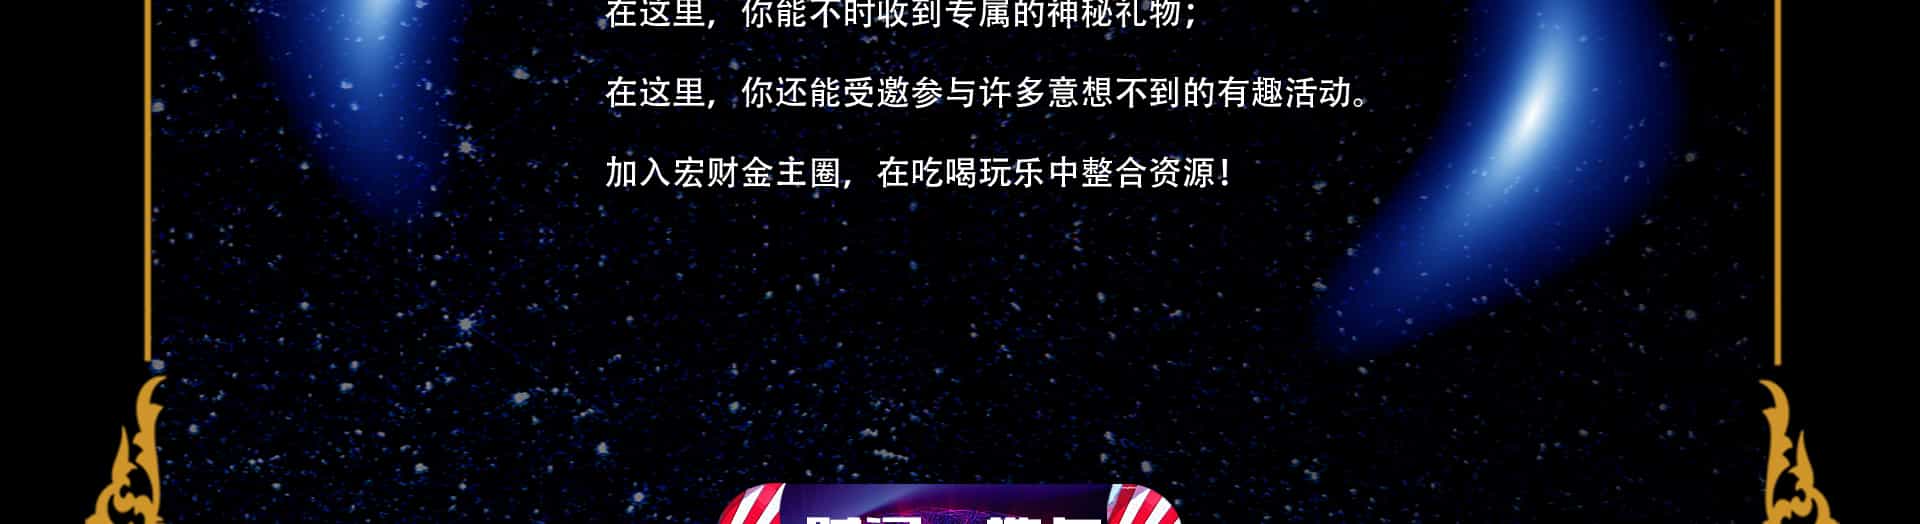 在这里，你能不时收到专属的神秘礼物；
在这里，你还能受邀参与许多意想不到的有趣活动。
加入宏财金主圈，在吃喝玩乐中整合资源！